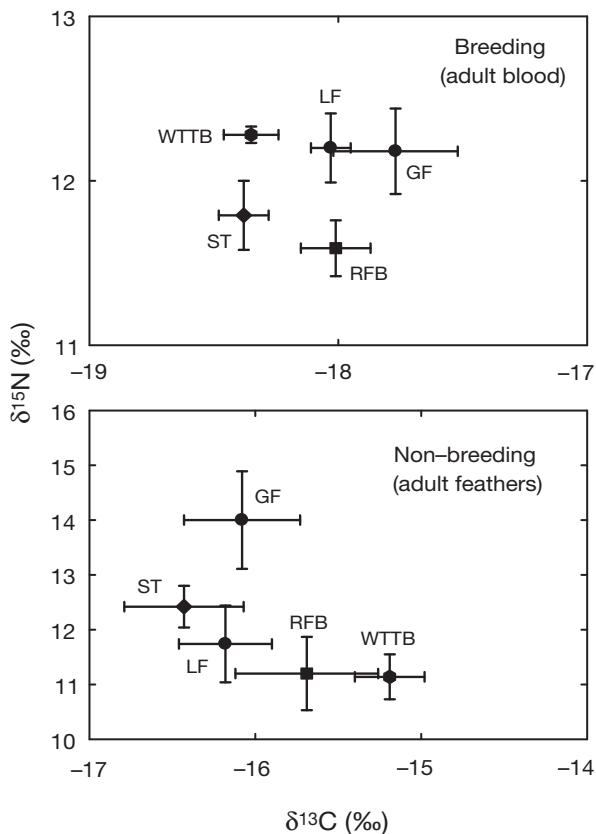 13
Breeding
(adult blood)
LF
WTTB
GF
12
ST
RFB
11
−19
−18
−17
δ15N (‰)
16
Non–breeding
(adult feathers)
15
GF
14
13
ST
12
RFB
WTTB
LF
11
10
−17
−16
−15
−14
δ13C (‰)